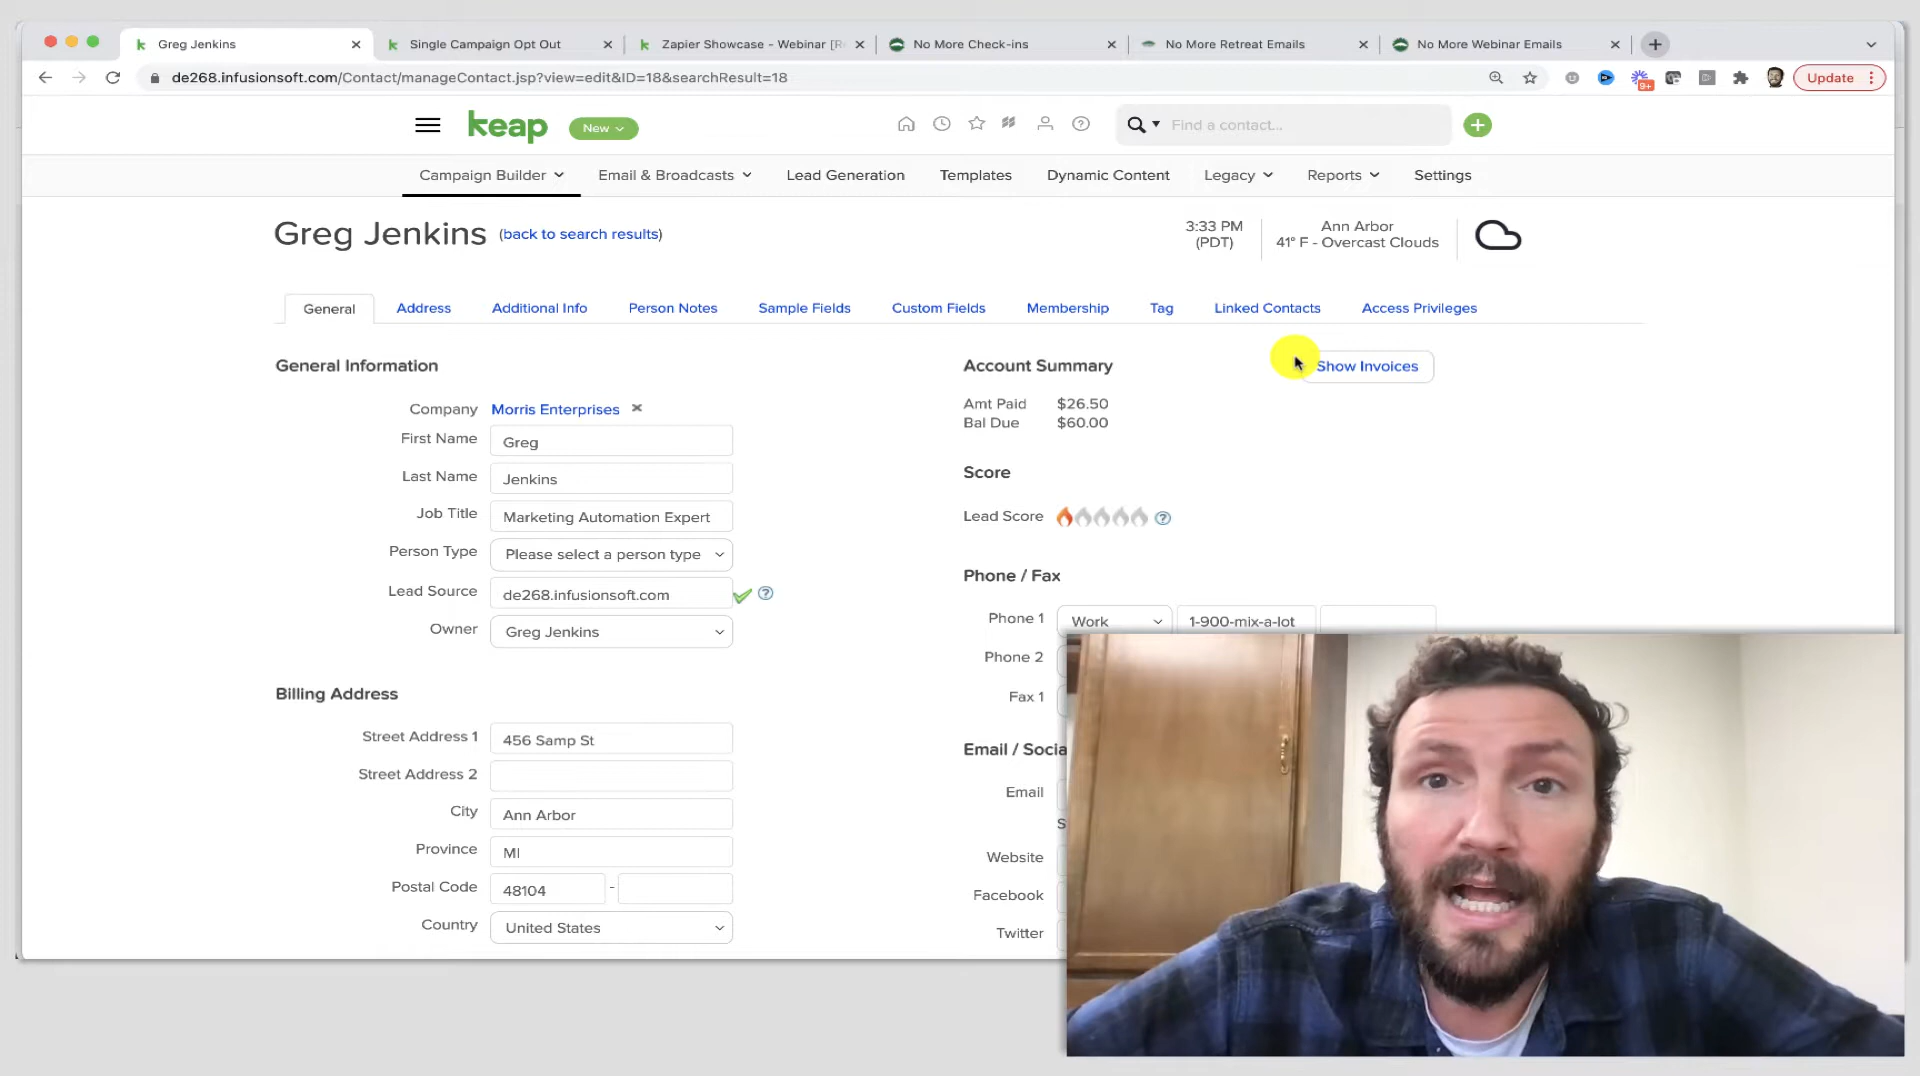 Greg Jenkins
Single Campaign Opt Out
Zapier Showcase - Webinar [R
No More Check-ins
No More Retreat Emails
No More Webinar Emails
de268.infusionsoft.com/Contact/manageContact.jsp?view=edit&ID=18&searchResult=18
9+
Update
keap
New
Find a contact...
Campaign Builder
Email & Broadcasts
Lead Generation
Templates
Dynamic Content
Legacy
Reports
Settings
Greg Jenkins (back to search results)
3:33 PM
(PDT)
Ann Arbor
41° F - Overcast Clouds
General
Address
Additional Info
Person Notes
Sample Fields
Custom Fields
Membership
Tag
Linked Contacts
Access Privileges
General Information
Company Morris Enterprises
First Name Greg
Last Name Jenkins
Job Title Marketing Automation Expert
Person Type Please select a person type
Lead Source de268.infusionsoft.com
Owner Greg Jenkins
Billing Address
Street Address 1 456 Samp St
Street Address 2
City Ann Arbor
Province MI
Postal Code 48104 -
Country United States
Account Summary
Show Invoices
Amt Paid $26.50
Bal Due $60.00
Score
Lead Score
Phone / Fax
Phone 1 Work 1-900-mix-a-lot
Phone 2
Fax 1
Email / Socia
Email
S
Website
Facebook
Twitter